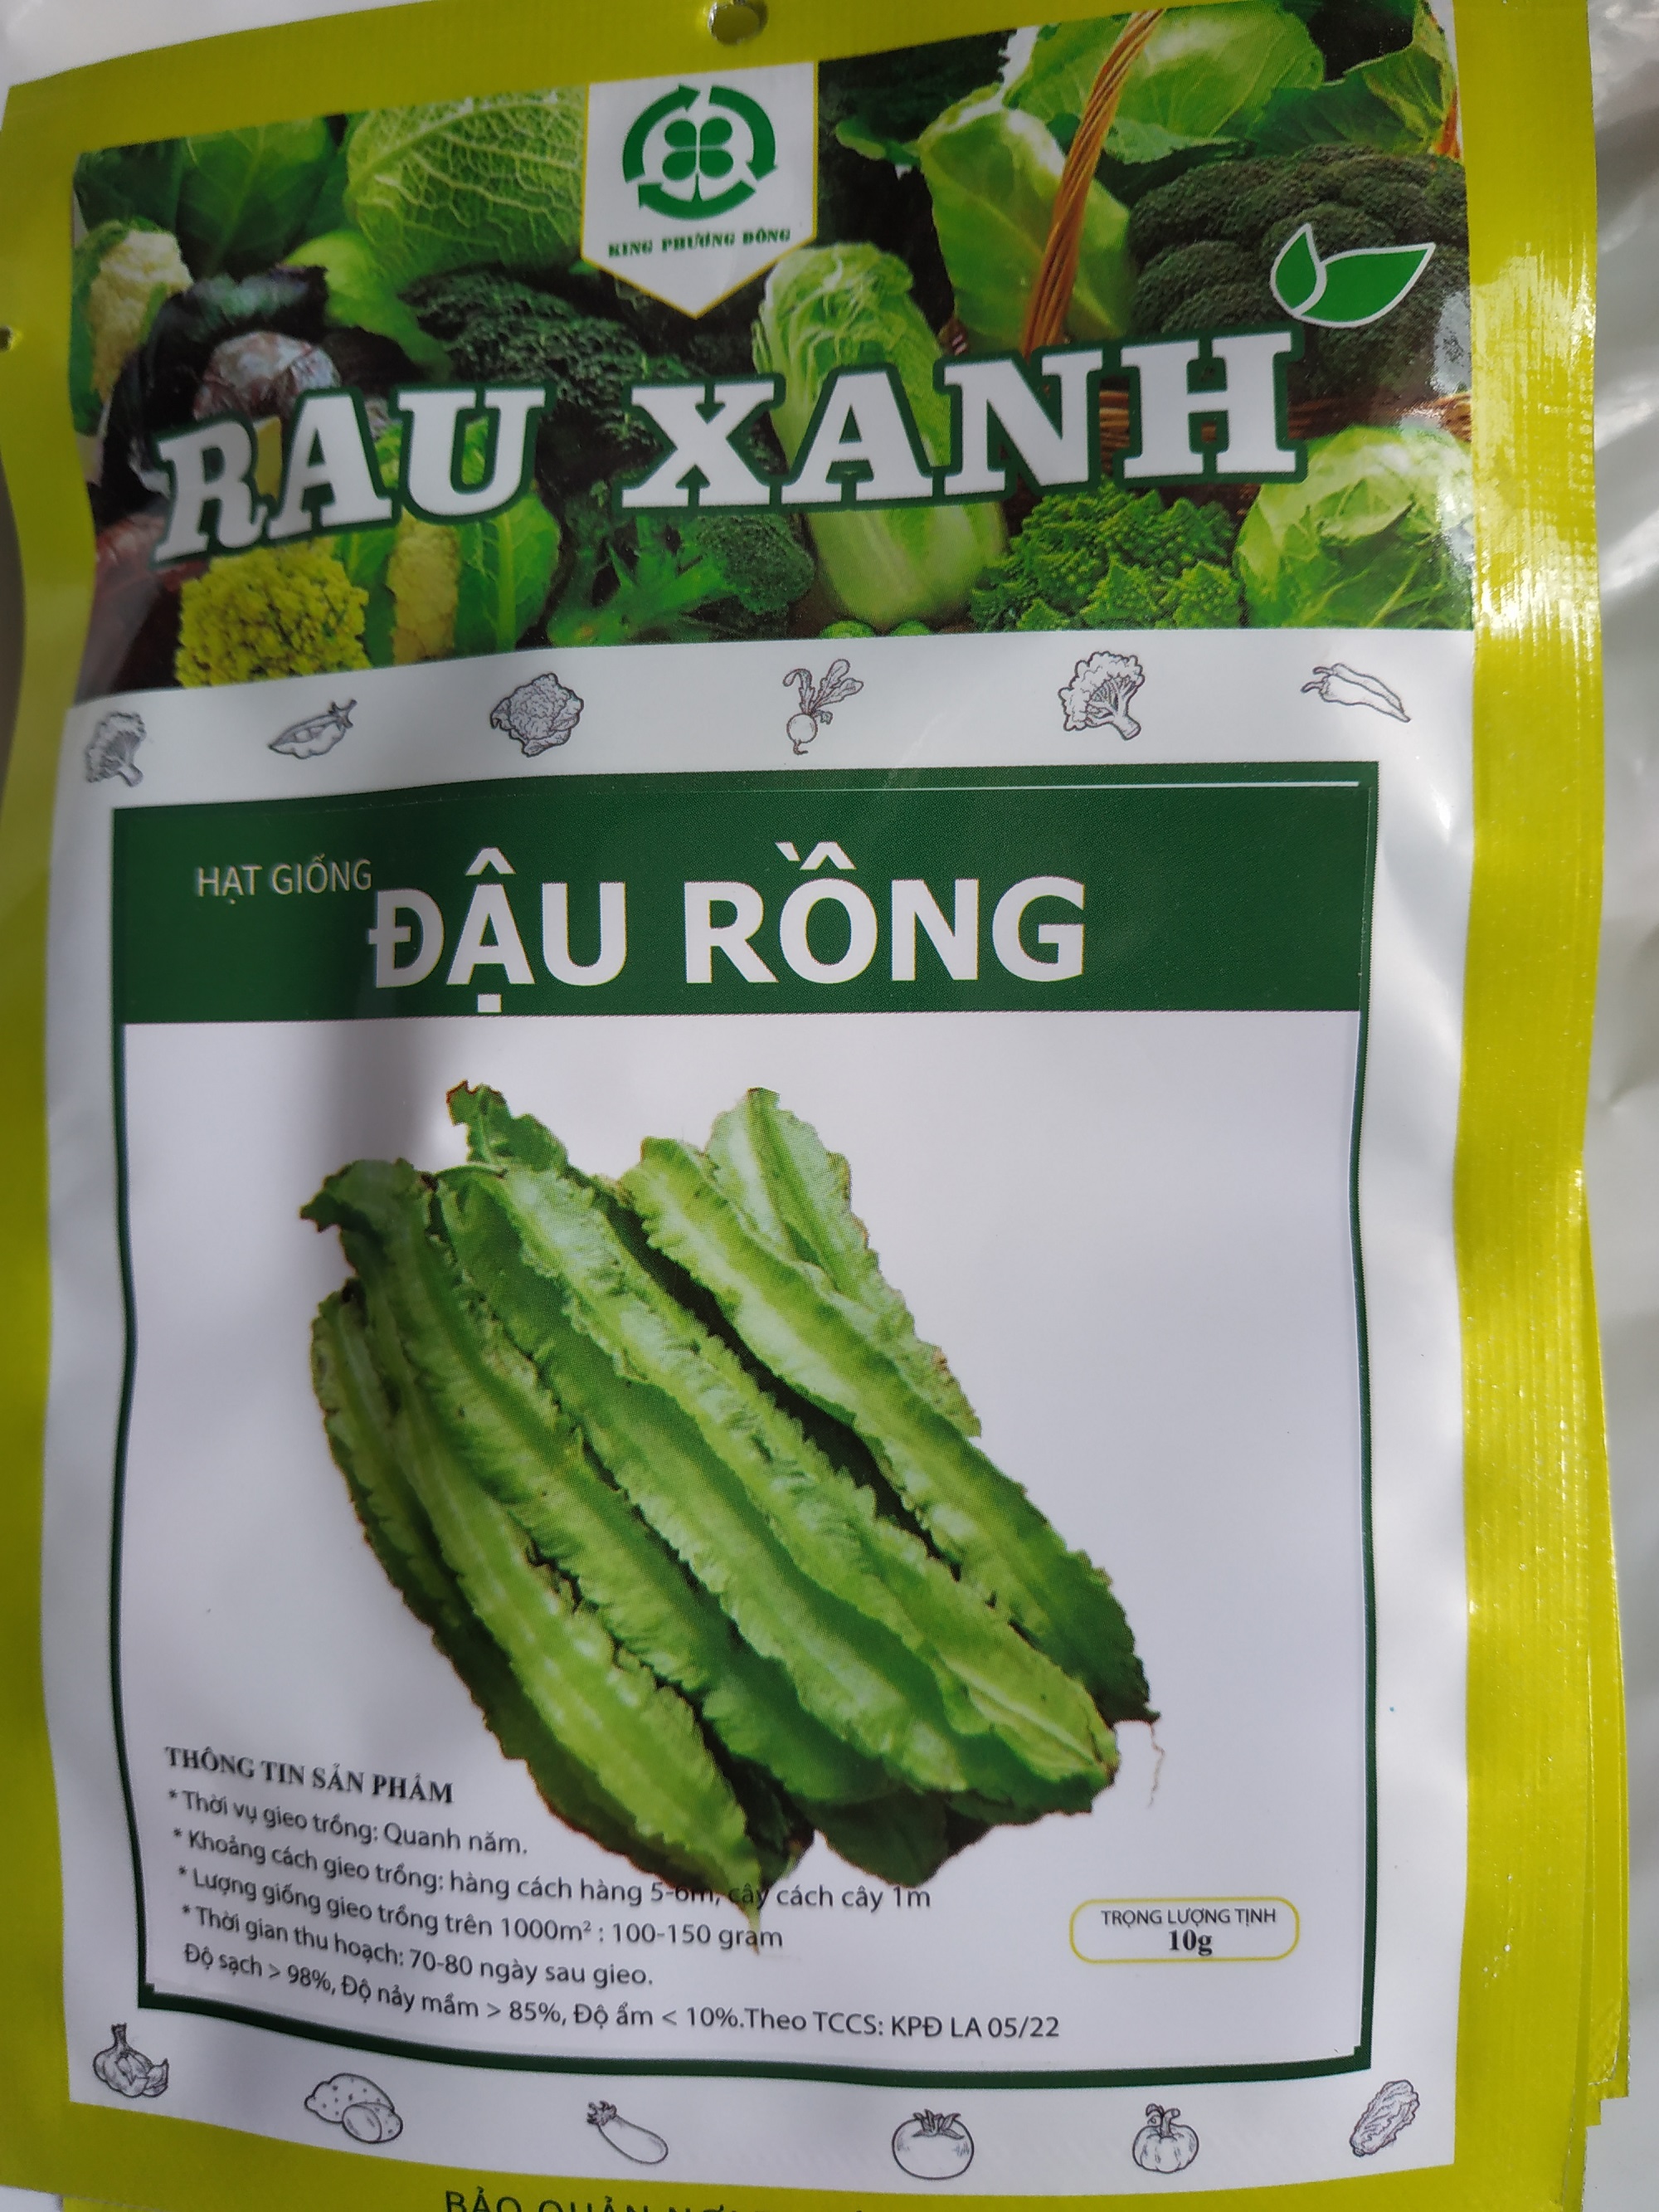 KING PHƯƠNG ĐÔNG
RAU XANH
HẠT GIỐNG
ĐẬU RỒNG
THÔNG TIN SẢN PHẨM
* Thời vụ gieo trồng: Quanh năm.
* Khoảng cách gieo trồng: hàng cách hàng 5-6m, cây cách cây 1m
* Lượng giống gieo trồng trên 1000m² : 100-150 gram
* Thời gian thu hoạch: 70-80 ngày sau gieo.
Độ sạch > 98%, Độ nảy mầm > 85%, Độ ẩm < 10%.Theo TCCS: KPĐ LA 05/22
TRỌNG LƯỢNG TỊNH
10g
BẢO QUẢN